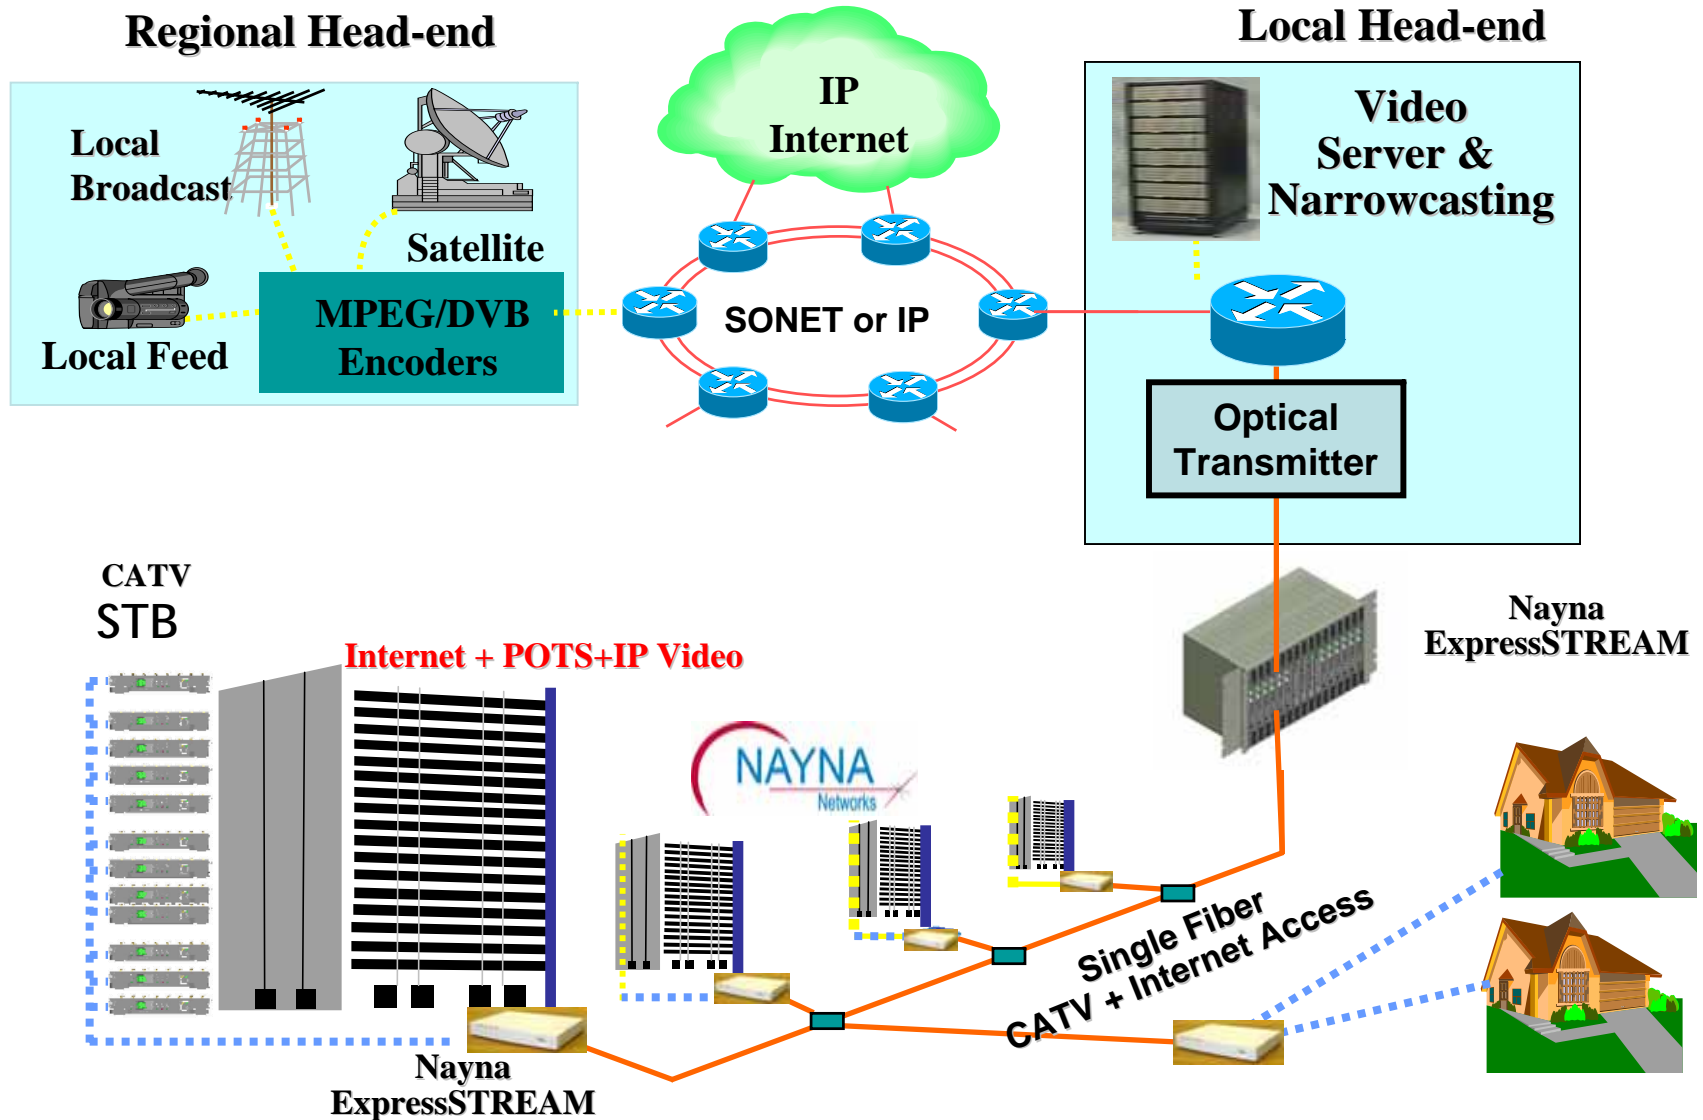 Regional Head-end
Local Head-end
Local
Broadcast
Satellite
Local Feed
MPEG/DVB
Encoders
IP
Internet
SONET or IP
Video
Server &
Narrowcasting
Optical
Transmitter
CATV
STB
Internet + POTS+IP Video
Nayna
ExpressSTREAM
NAYNA
Networks
Single Fiber
CATV + Internet Access
Nayna
ExpressSTREAM